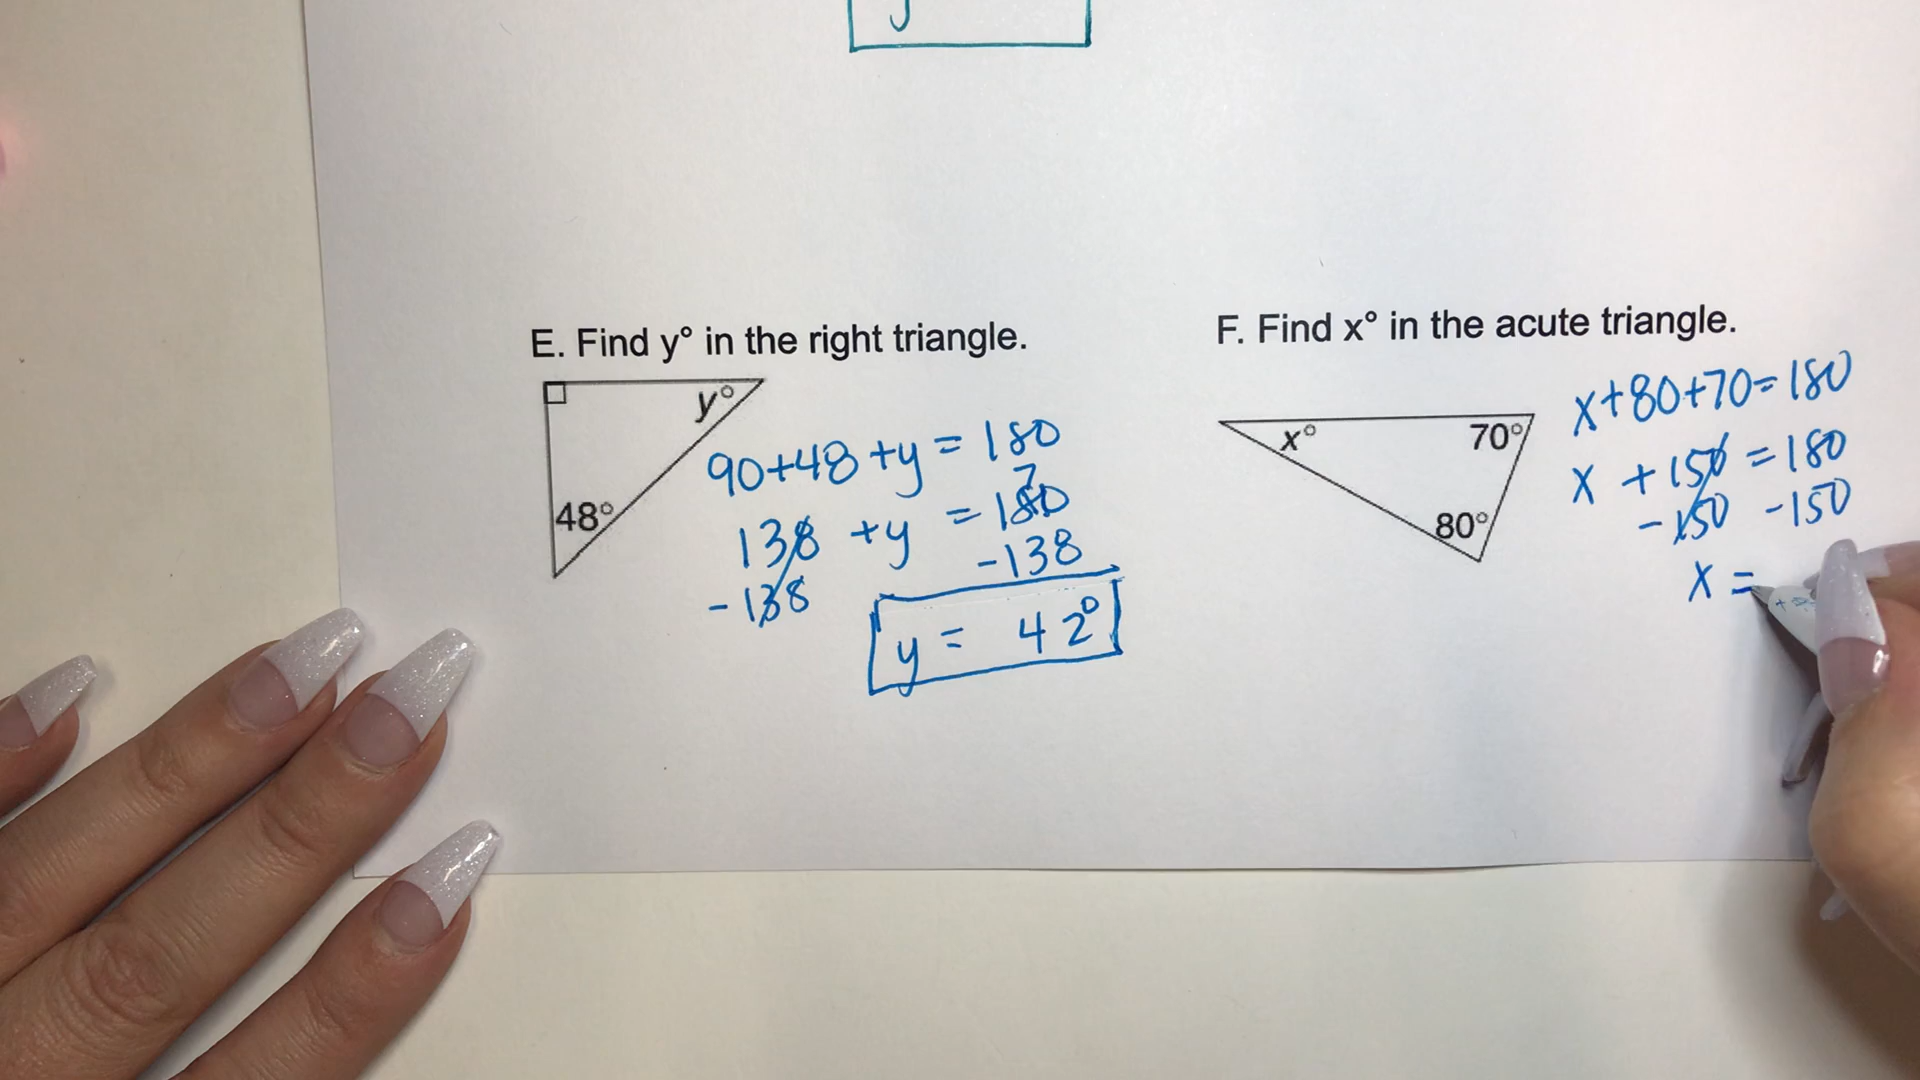 E. Find y° in the right triangle.
y°
48°
90+48+y = 180
7
138 +y = 180
-138 -138
y = 42°
F. Find x° in the acute triangle.
x°
70°
80°
x+80+70=180
x +150 =180
-150 -150
x =